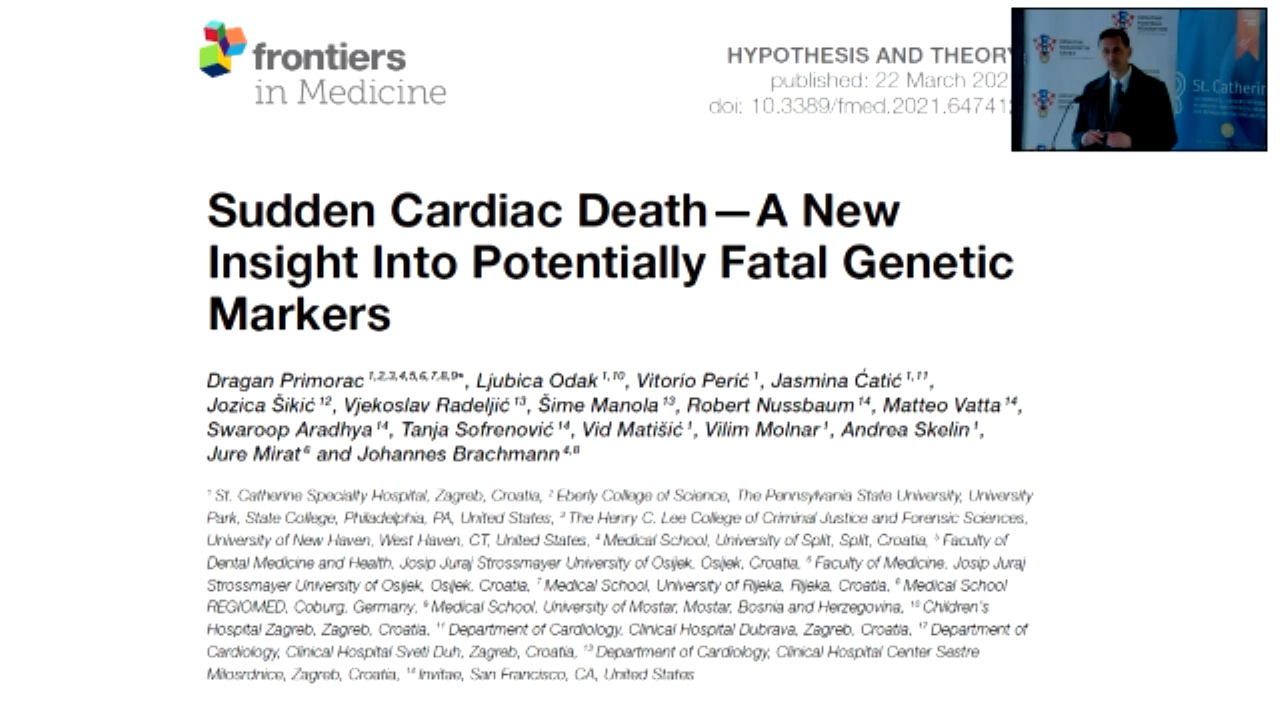 frontiers
in Medicine
HYPOTHESIS AND THEORY
published: 22 March 202
doi: 10.3389/fmed.2021.64741
St. Catherin
Sudden Cardiac Death—A New
Insight Into Potentially Fatal Genetic
Markers
Dragan Primorac 1,2,3,4,5,6,7,8,9*, Ljubica Odak 1,10, Vitorio Perić 1, Jasmina Ćatić 1,11,
Jozica Šikić 12, Vjekoslav Radeljić 13, Šime Manola 13, Robert Nussbaum 14, Matteo Vatta 14,
Swaroop Aradhya 14, Tanja Sofrenović 14, Vid Matišić 1, Vilim Molnar 1, Andrea Skelin 1,
Jure Mirat 6 and Johannes Brachmann 4,8
1 St. Catherine Specialty Hospital, Zagreb, Croatia, 2 Eberly College of Science, The Pennsylvania State University, University
Park, State College, Philadelphia, PA, United States, 3 The Henry C. Lee College of Criminal Justice and Forensic Sciences,
University of New Haven, West Haven, CT, United States, 4 Medical School, University of Split, Split, Croatia, 5 Faculty of
Dental Medicine and Health, Josip Juraj Strossmayer University of Osijek, Osijek, Croatia, 6 Faculty of Medicine, Josip Juraj
Strossmayer University of Osijek, Osijek, Croatia, 7 Medical School, University of Rijeka, Rijeka, Croatia, 8 Medical School
REGIOMED, Coburg, Germany, 9 Medical School, University of Mostar, Mostar, Bosnia and Herzegovina, 10 Children's
Hospital Zagreb, Zagreb, Croatia, 11 Department of Cardiology, Clinical Hospital Dubrava, Zagreb, Croatia, 12 Department of
Cardiology, Clinical Hospital Sveti Duh, Zagreb, Croatia, 13 Department of Cardiology, Clinical Hospital Center Sestre
Milosrdnice, Zagreb, Croatia, 14 Invitae, San Francisco, CA, United States